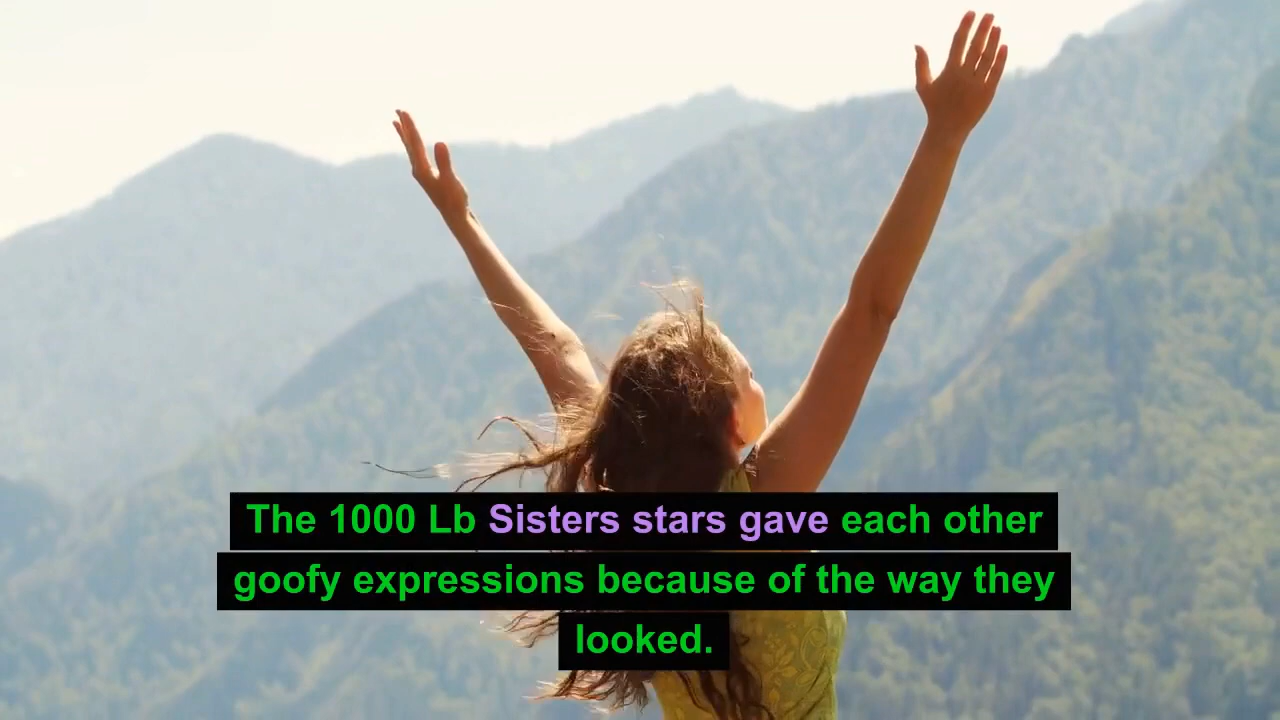 The 1000 Lb Sisters stars gave each other
goofy expressions because of the way they
looked.